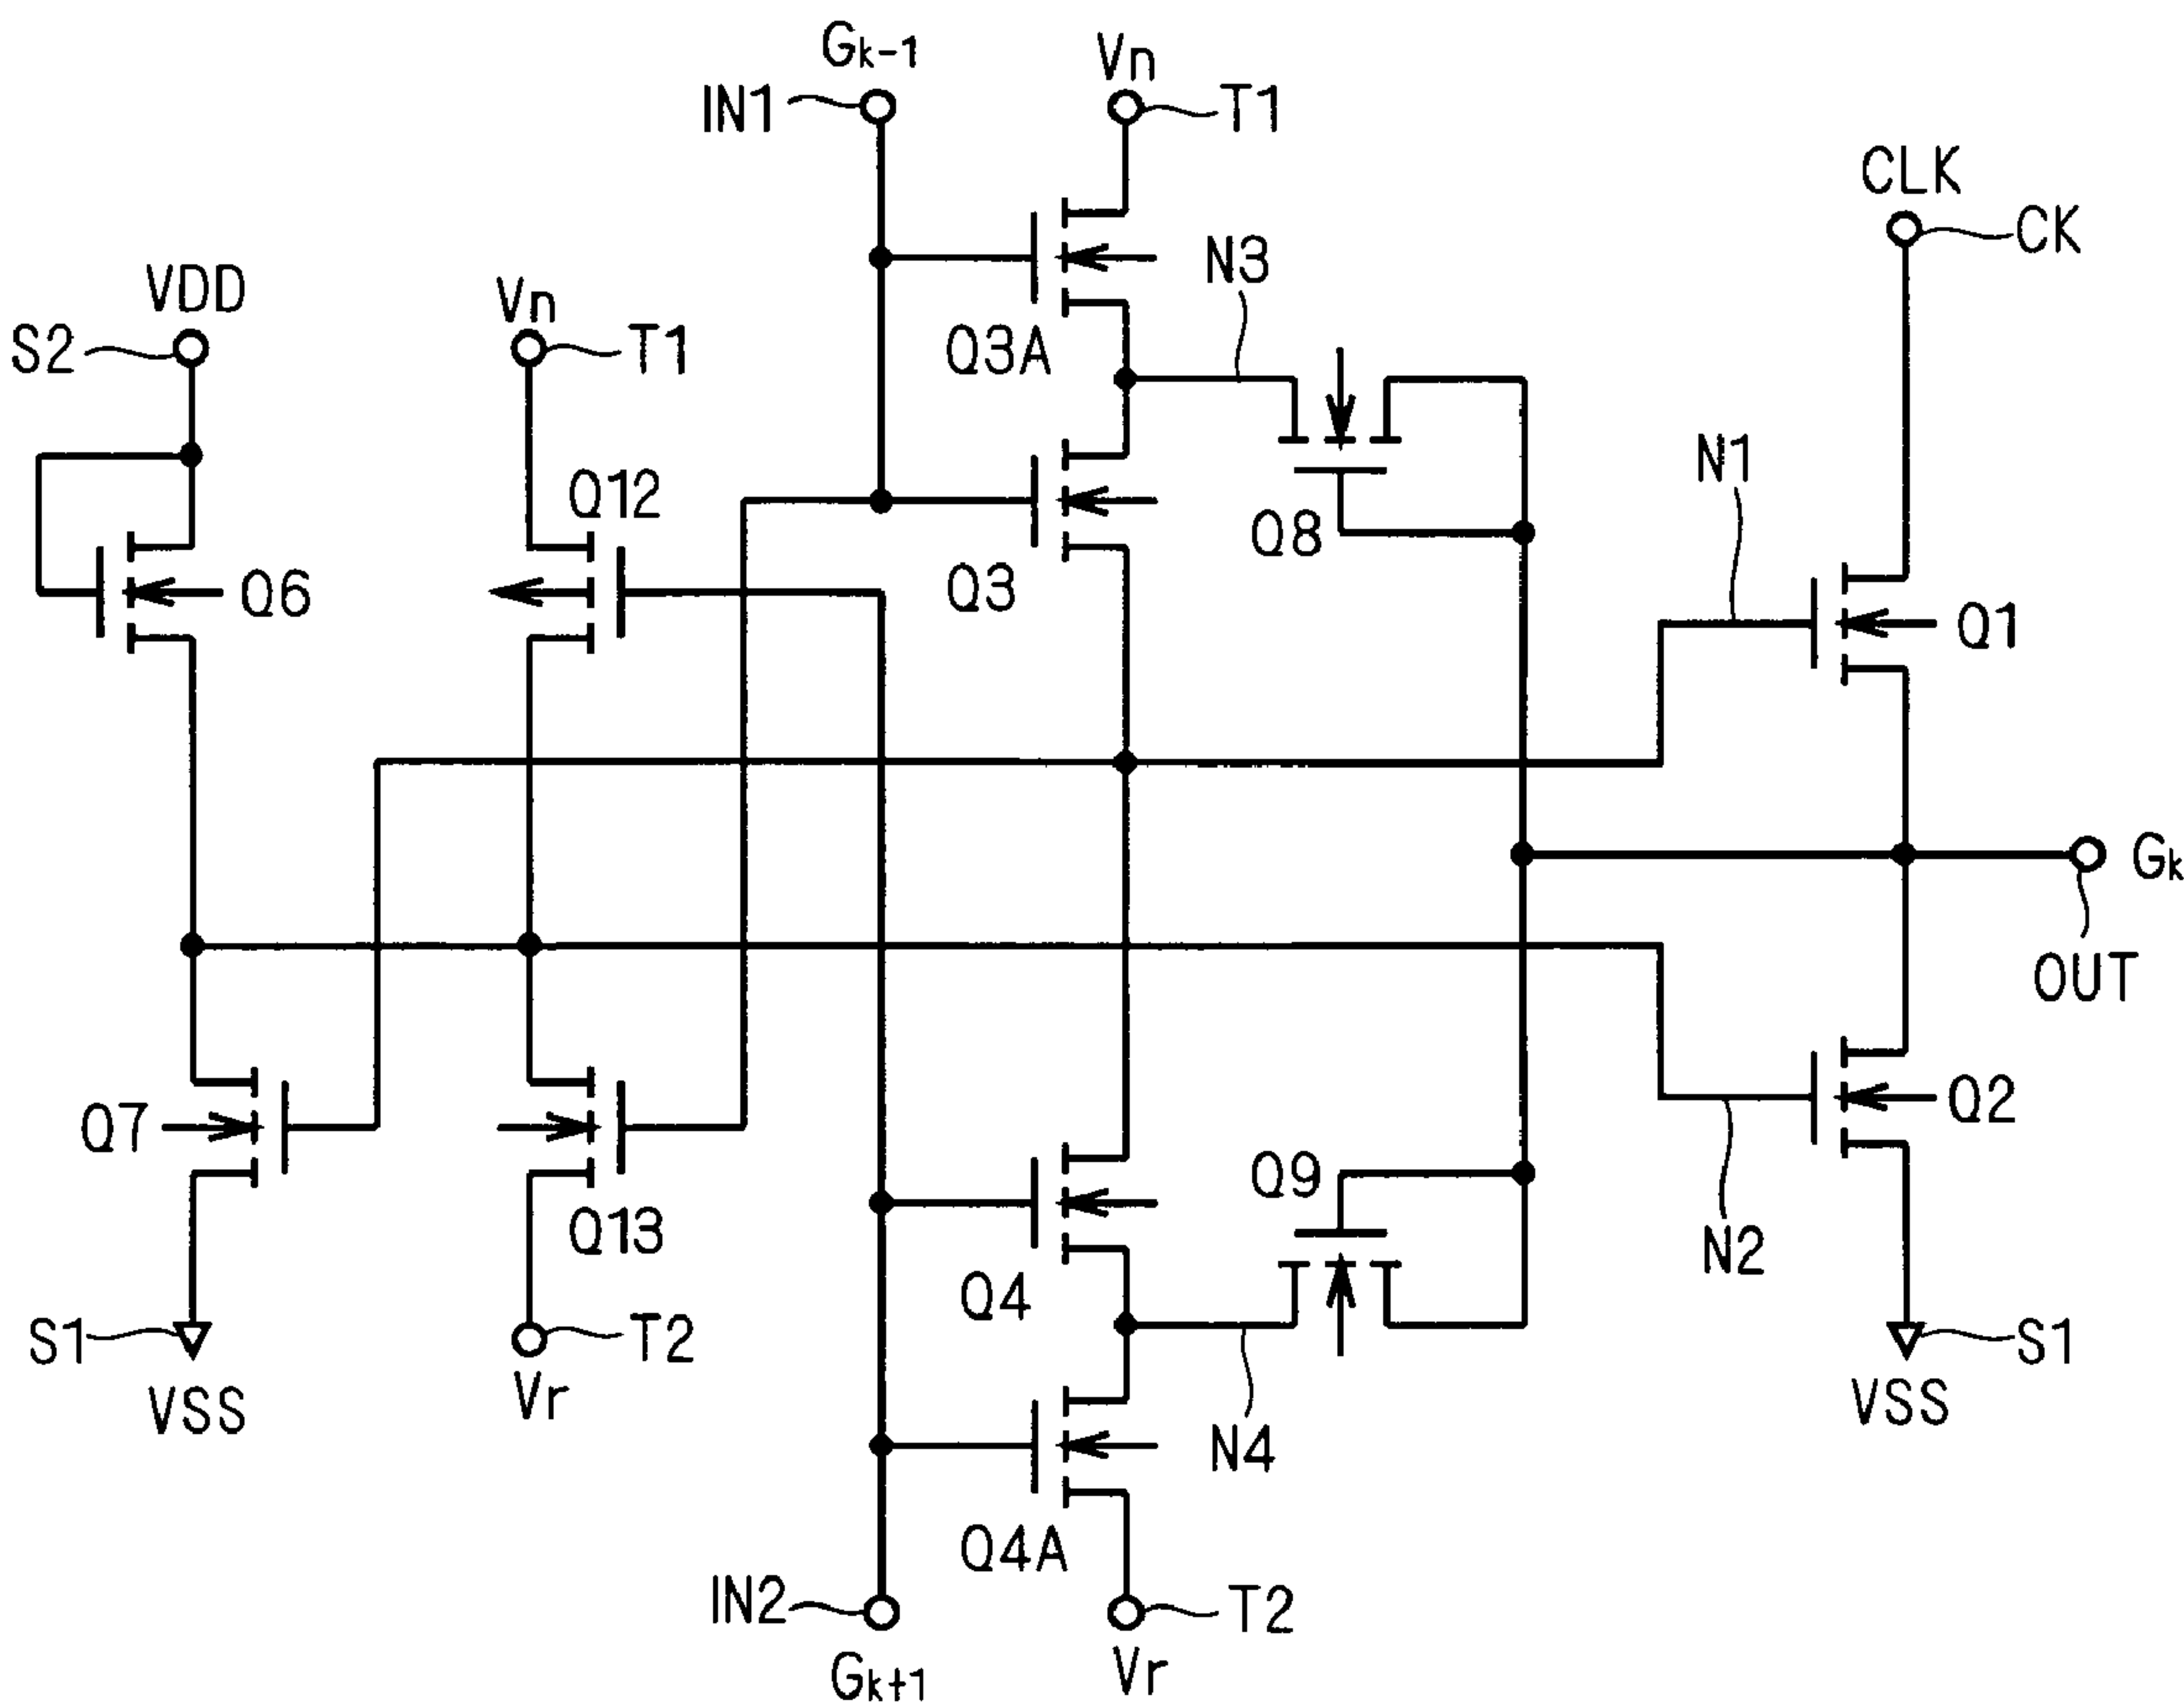 Gk-1
Vn
IN1
T1
CLK
CK
N3
VDD
Vn
S2
T1
Q3A
N1
Q12
Q8
Q6
Q3
Q1
Gk
OUT
Q7
Q2
Q9
Q13
N2
Q4
S1
T2
S1
Vr
VSS
VSS
N4
Q4A
IN2
T2
Gk+1
Vr